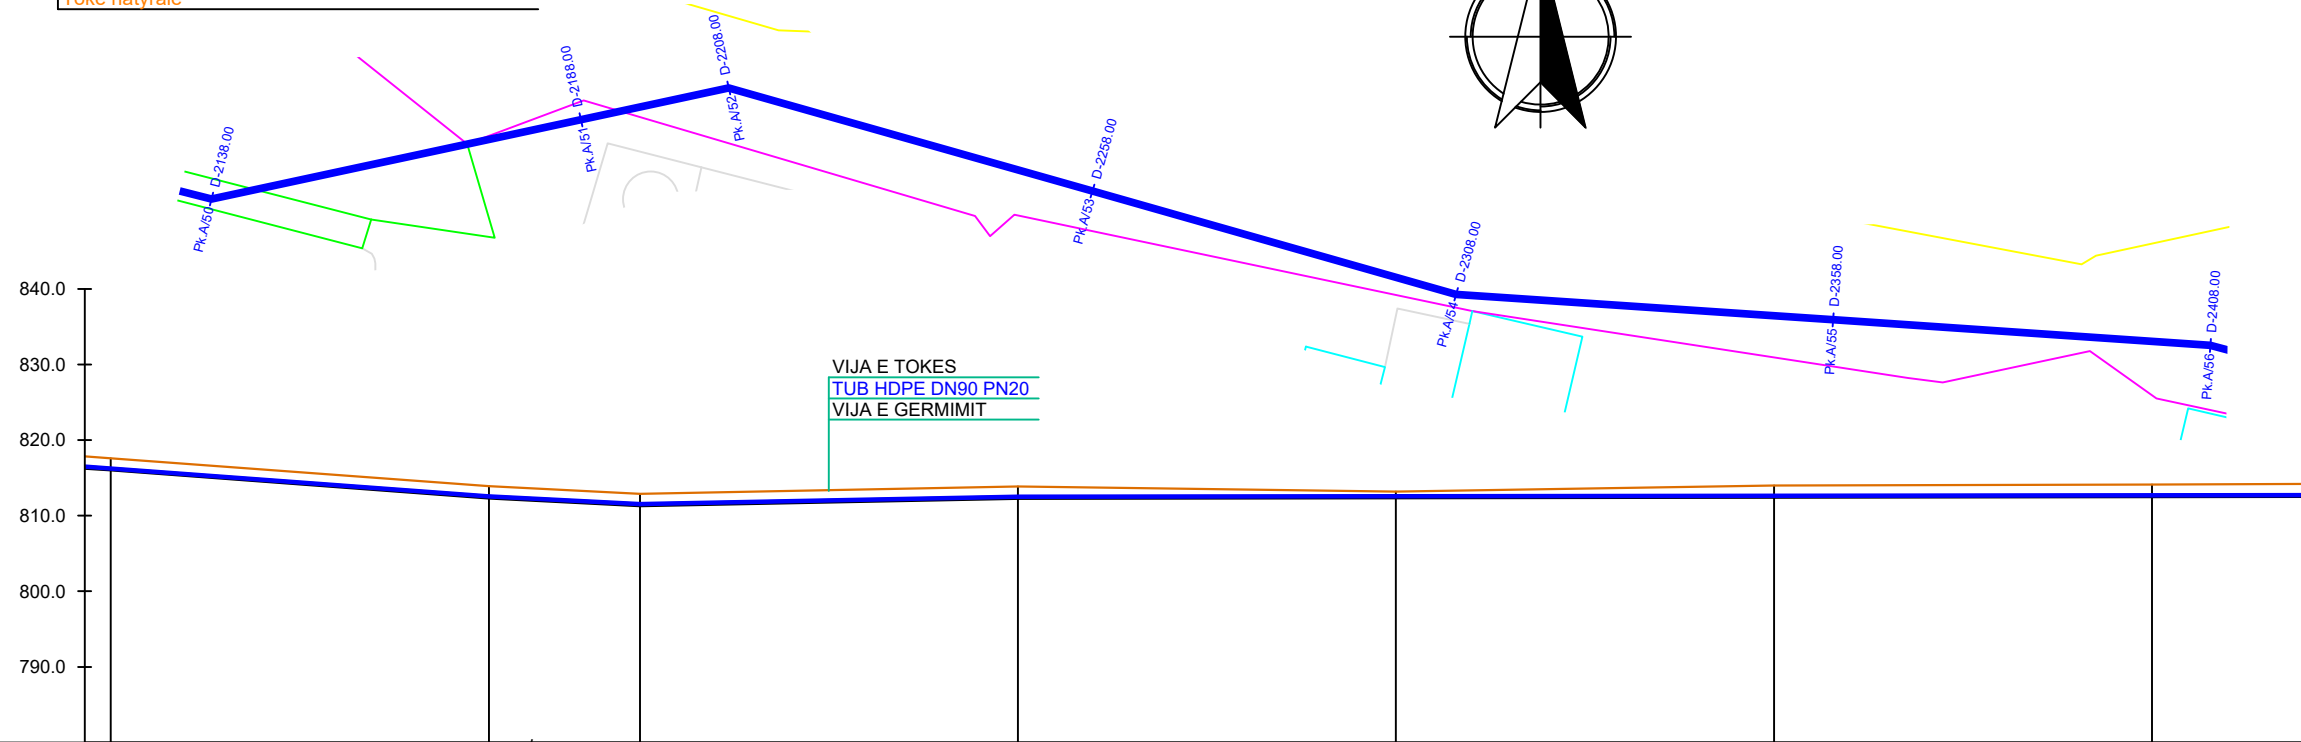 Toke natyrale
D-2138.00
Pk.A/50
D-2188.00
Pk.A/51
D-2208.00
Pk.A/52
D-2258.00
Pk.A/53
D-2308.00
Pk.A/54
D-2358.00
Pk.A/55
D-2408.00
Pk.A/56
840.0
830.0
820.0
810.0
800.0
790.0
VIJA E TOKES
TUB HDPE DN90 PN20
VIJA E GERMIMIT